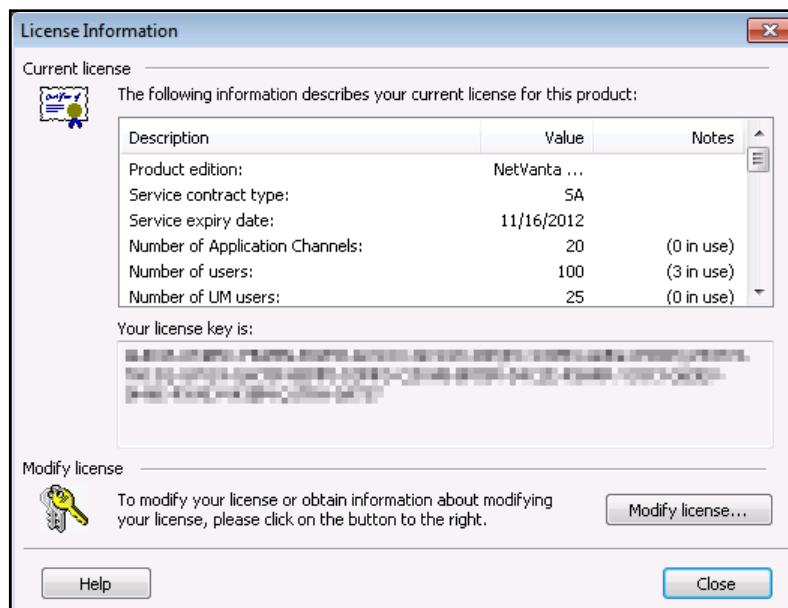 License Information
Current license
The following information describes your current license for this product:
Description Value Notes
Product edition: NetVanta ...
Service contract type: SA
Service expiry date: 11/16/2012
Number of Application Channels: 20 (0 in use)
Number of users: 100 (3 in use)
Number of UM users: 25 (0 in use)
Your license key is:
Modify license
To modify your license or obtain information about modifying
your license, please click on the button to the right.
Modify license...
Help Close